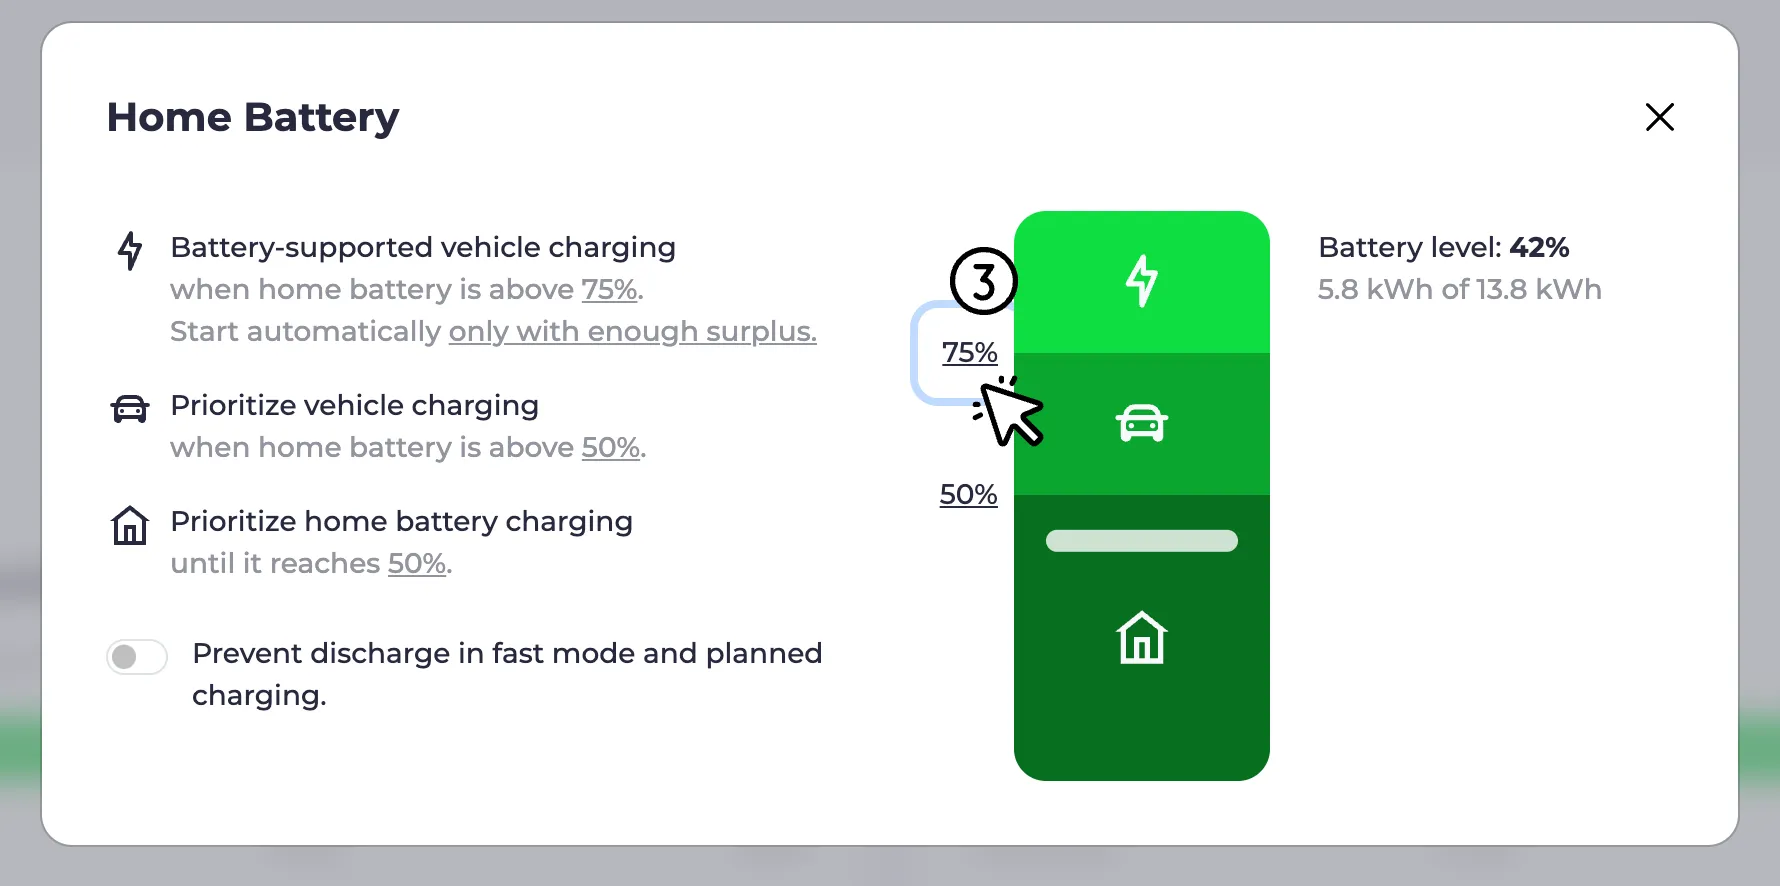 Home Battery
Battery-supported vehicle charging
when home battery is above 75%.
Start automatically only with enough surplus.
Prioritize vehicle charging
when home battery is above 50%.
Prioritize home battery charging
until it reaches 50%.
Prevent discharge in fast mode and planned
charging.
3
75%
50%
Battery level: 42%
5.8 kWh of 13.8 kWh